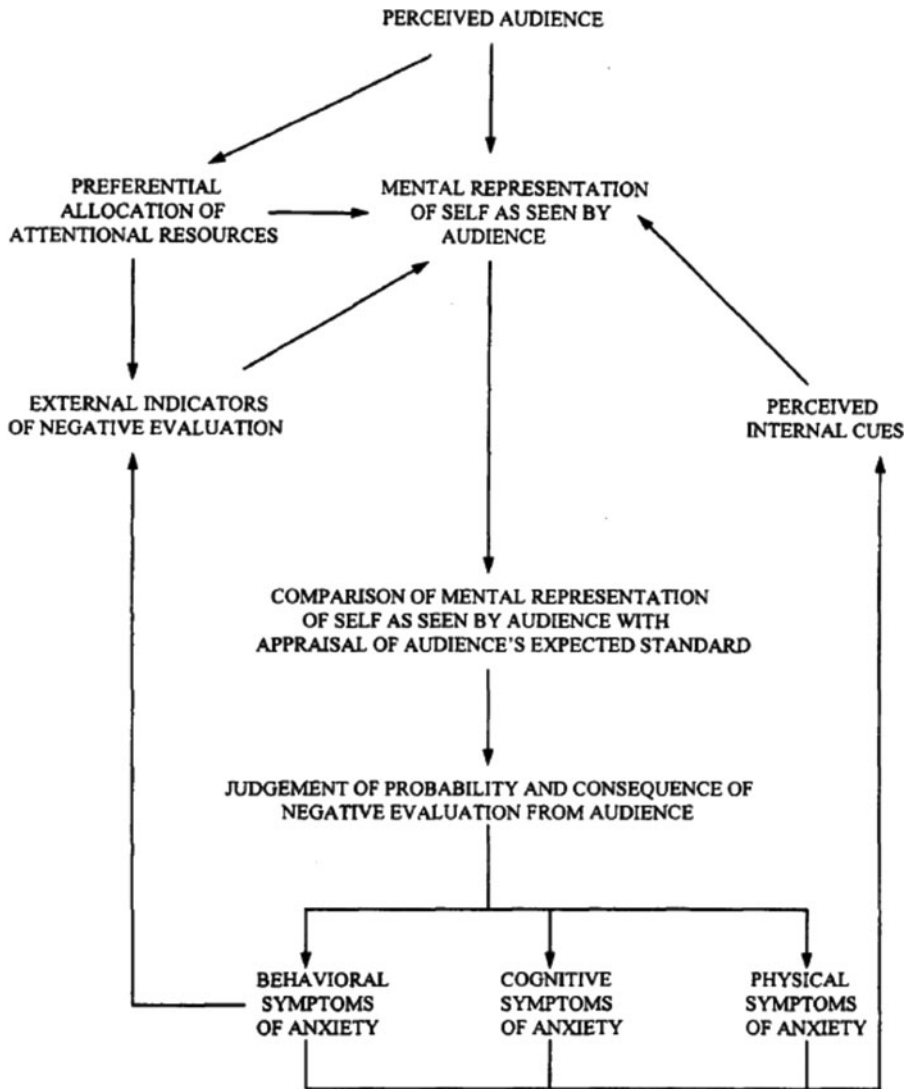 PERCEIVED AUDIENCE
PREFERENTIAL
ALLOCATION OF
ATTENTIONAL RESOURCES
MENTAL REPRESENTATION
OF SELF AS SEEN BY
AUDIENCE
EXTERNAL INDICATORS
OF NEGATIVE EVALUATION
PERCEIVED
INTERNAL CUES
COMPARISON OF MENTAL REPRESENTATION
OF SELF AS SEEN BY AUDIENCE WITH
APPRAISAL OF AUDIENCE'S EXPECTED STANDARD
JUDGEMENT OF PROBABILITY AND CONSEQUENCE OF
NEGATIVE EVALUATION FROM AUDIENCE
BEHAVIORAL
SYMPTOMS
OF ANXIETY
COGNITIVE
SYMPTOMS
OF ANXIETY
PHYSICAL
SYMPTOMS
OF ANXIETY